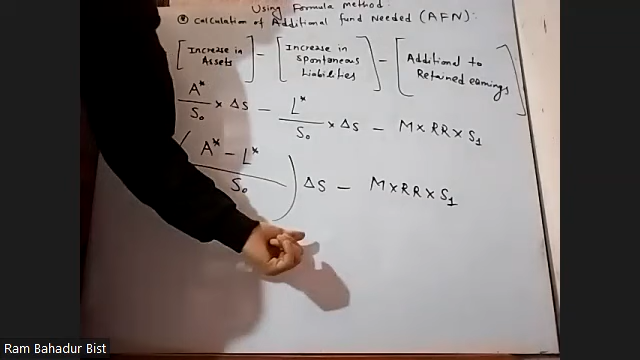 Using Formula method
Calculation of Additional fund Needed (AFN):
[Increase in Assets] - [Increase in spontaneous Liabilities] - [Additional to Retained earnings]
A*/S₀ × ΔS - L*/S₀ × ΔS - M×RR×S₁
(A* - L*/S₀) ΔS - M×RR×S₁
Ram Bahadur Bist